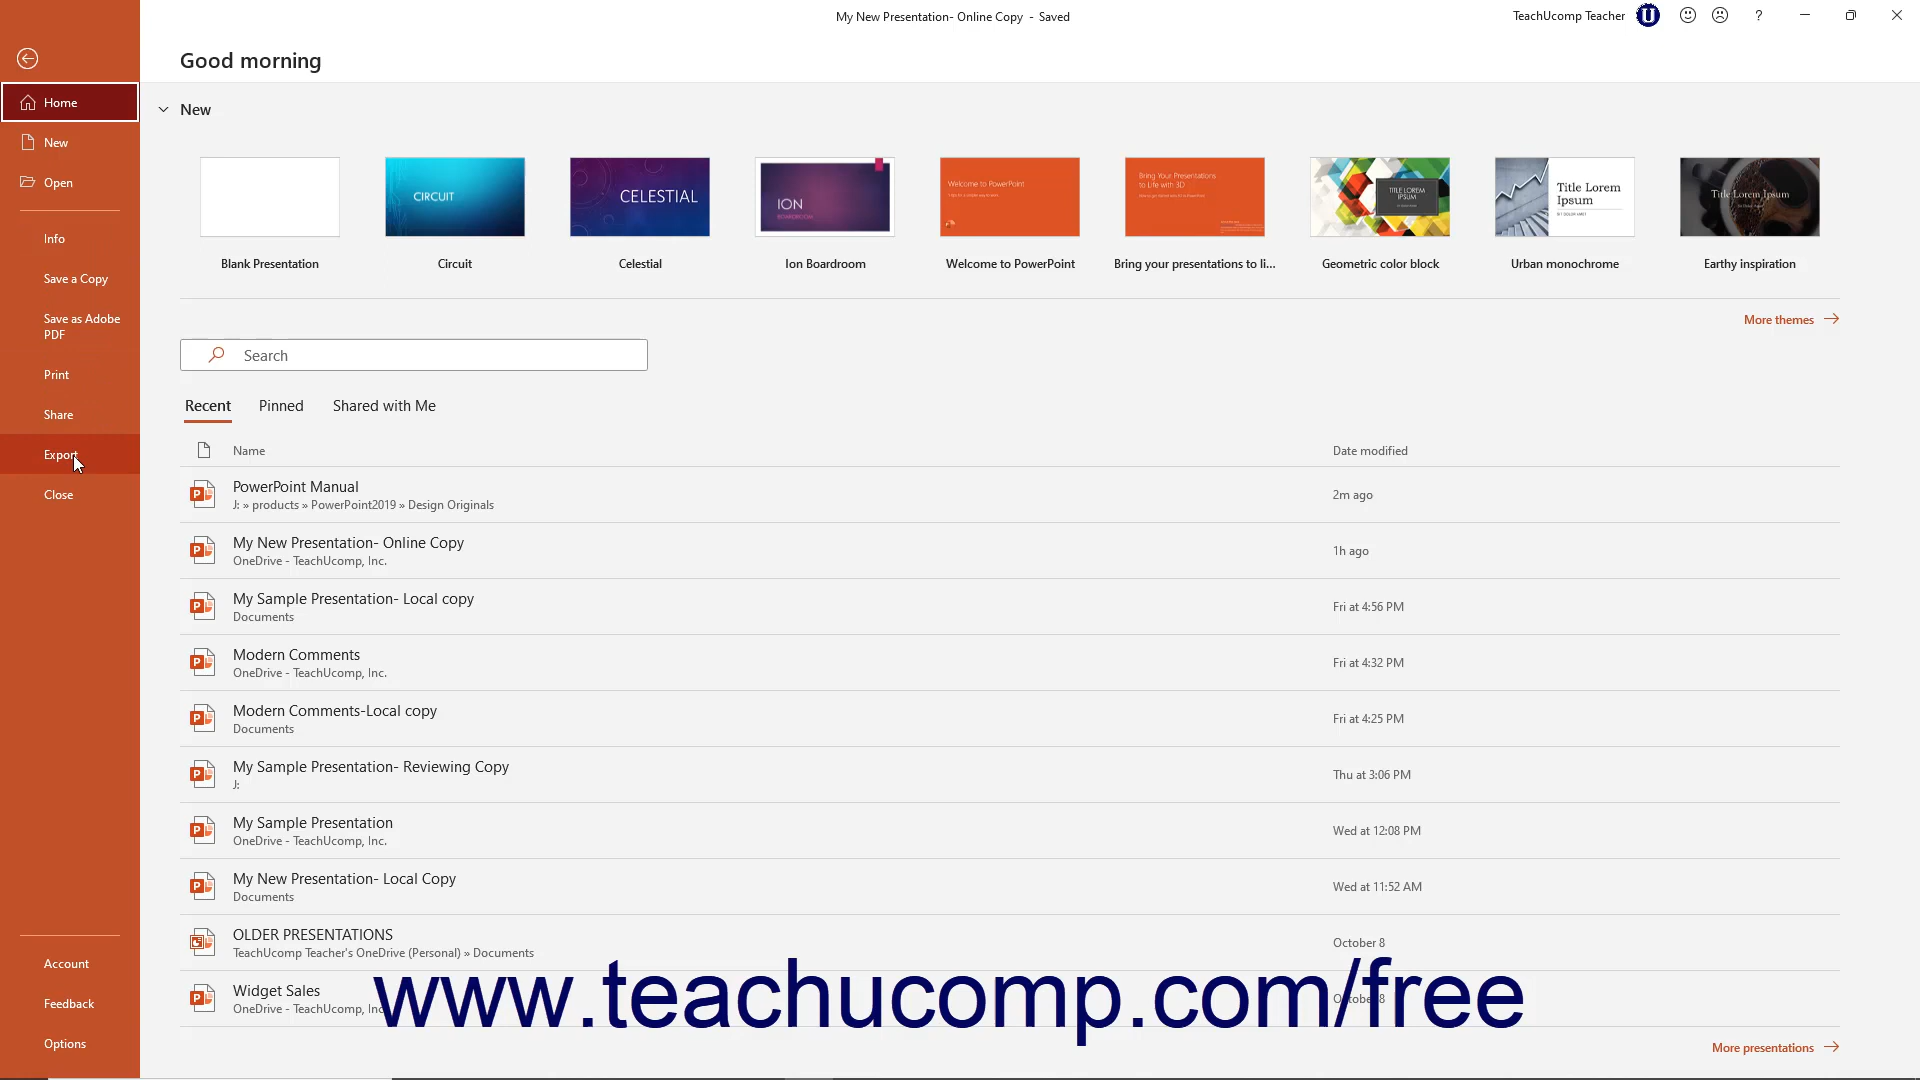 My New Presentation- Online Copy - Saved
TeachUcomp Teacher
U
?
Good morning
Home
New
Open
Info
Save a Copy
Save as Adobe
PDF
Print
Share
Export
Close
Account
Feedback
Options
New
CIRCUIT
CELESTIAL
ION
BOARDROOM
Welcome to PowerPoint
Bring Your Presentations
to Life with 3D
TITLE LOREM
IPSUM
Title Lorem
Ipsum
Title Lorem Ipsum
Blank Presentation
Circuit
Celestial
Ion Boardroom
Welcome to PowerPoint
Bring your presentations to li...
Geometric color block
Urban monochrome
Earthy inspiration
More themes
Search
Recent
Pinned
Shared with Me
Name
Date modified
PowerPoint Manual
J: » products » PowerPoint2019 » Design Originals
2m ago
My New Presentation- Online Copy
OneDrive - TeachUcomp, Inc.
1h ago
My Sample Presentation- Local copy
Documents
Fri at 4:56 PM
Modern Comments
OneDrive - TeachUcomp, Inc.
Fri at 4:32 PM
Modern Comments-Local copy
Documents
Fri at 4:25 PM
My Sample Presentation- Reviewing Copy
J:
Thu at 3:06 PM
My Sample Presentation
OneDrive - TeachUcomp, Inc.
Wed at 12:08 PM
My New Presentation- Local Copy
Documents
Wed at 11:52 AM
OLDER PRESENTATIONS
TeachUcomp Teacher's OneDrive (Personal) » Documents
October 8
Widget Sales
OneDrive - TeachUcomp, Inc.
October 8
www.teachucomp.com/free
More presentations